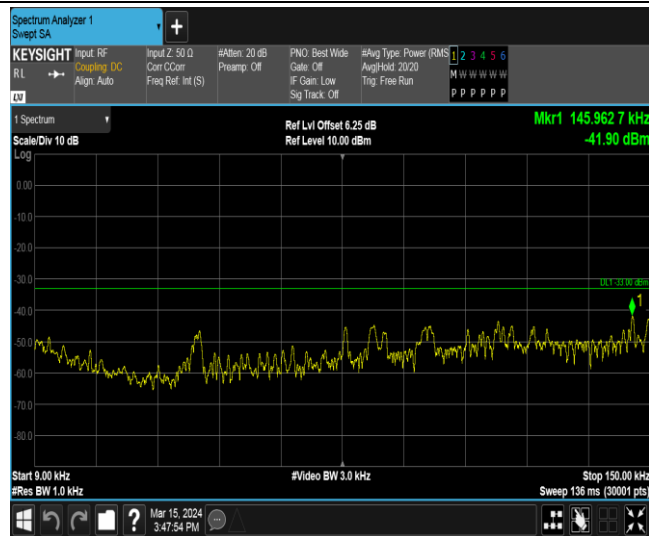 Spectrum Analyzer 1
Swept SA
+
KEYSIGHT Input: RF
R L
Coupling: DC
Align: Auto
Input Z: 50 Ω
Corr CCorr
Freq Ref: Int (S)
#Atten: 20 dB
Preamp: Off
PNO: Best Wide
Gate: Off
IF Gain: Low
Sig Track: Off
#Avg Type: Power (RMS
Avg|Hold: 20/20
Trig: Free Run
1 2 3 4 5 6
M W W W W W
P P P P P P
1 Spectrum
Scale/Div 10 dB
Log
Ref Lvl Offset 6.25 dB
Ref Level 10.00 dBm
Mkr1 145.962 7 kHz
-41.90 dBm
0.00
-10.0
-20.0
-30.0
DL1 -33.00 dBm
1
-40.0
-50.0
-60.0
-70.0
-80.0
Start 9.00 kHz
#Res BW 1.0 kHz
#Video BW 3.0 kHz
Stop 150.00 kHz
Sweep 136 ms (30001 pts)
?
Mar 15, 2024
3:47:54 PM